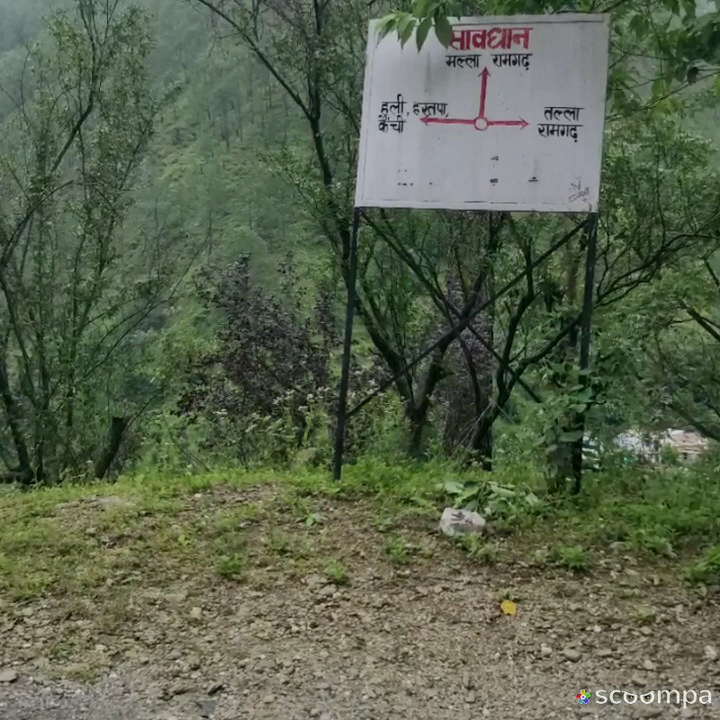 सावधान
मल्ला रामगढ़
हली, हरतपा,
कैंची
तल्ला
रामगढ़
scoompa